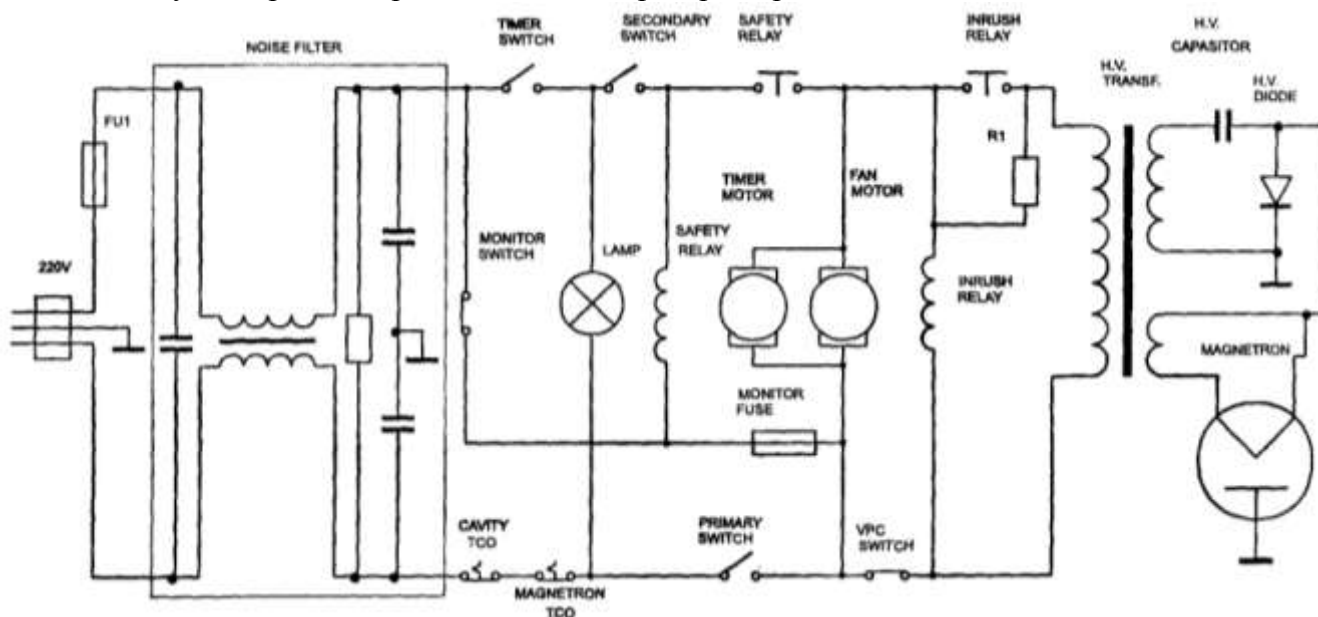 NOISE FILTER
TIMER
SWITCH
SECONDARY
SWITCH
SAFETY
RELAY
INRUSH
RELAY
H.V.
CAPASITOR
H.V.
TRANSF.
H.V.
DIODE
FU1
R1
TIMER
MOTOR
FAN
MOTOR
MONITOR
SWITCH
LAMP
SAFETY
RELAY
220V
INRUSH
RELAY
MAGNETRON
MONITOR
FUSE
CAVITY
TCO
PRIMARY
SWITCH
VPC
SWITCH
MAGNETRON
TCO